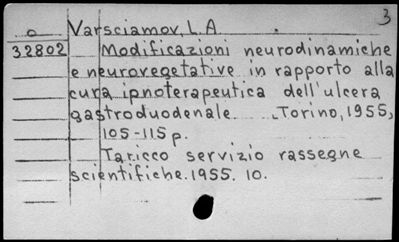 3
o Varsciamov, L.A.
32802 Modificazioni neurodinamiche
e neurovegetative in rapporto alla
cura ipnoterapeutica dell'ulcera
gastroduodenale. Torino, 1955,
105-115 p.
Taricco servizio rassegne
scientifiche. 1955. 10.